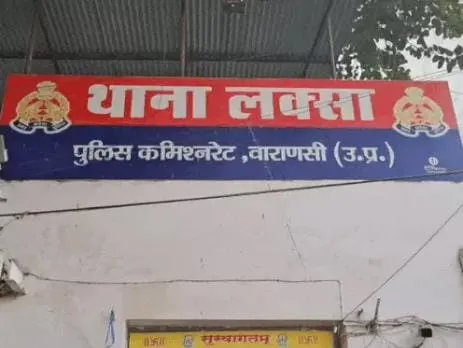 थाना लक्सा
पुलिस कमिश्नरेट ,वाराणसी (उ.प्र.)
सुस्वागतम्